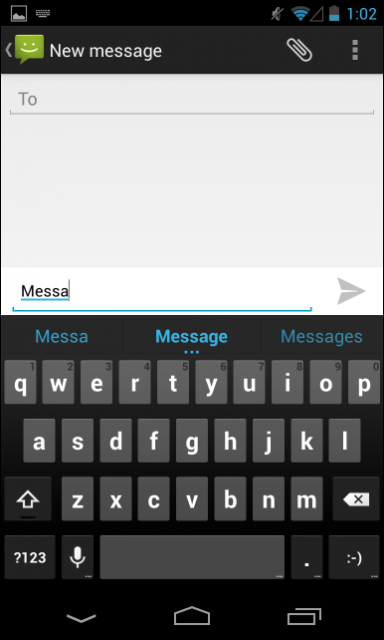 1:02
New message
To
Messa
Messa Message Messages
1 2 3 4 5 6 7 8 9 0
q w e r t y u i o p
a s d f g h j k l
z x c v b n m
?123 . :-)